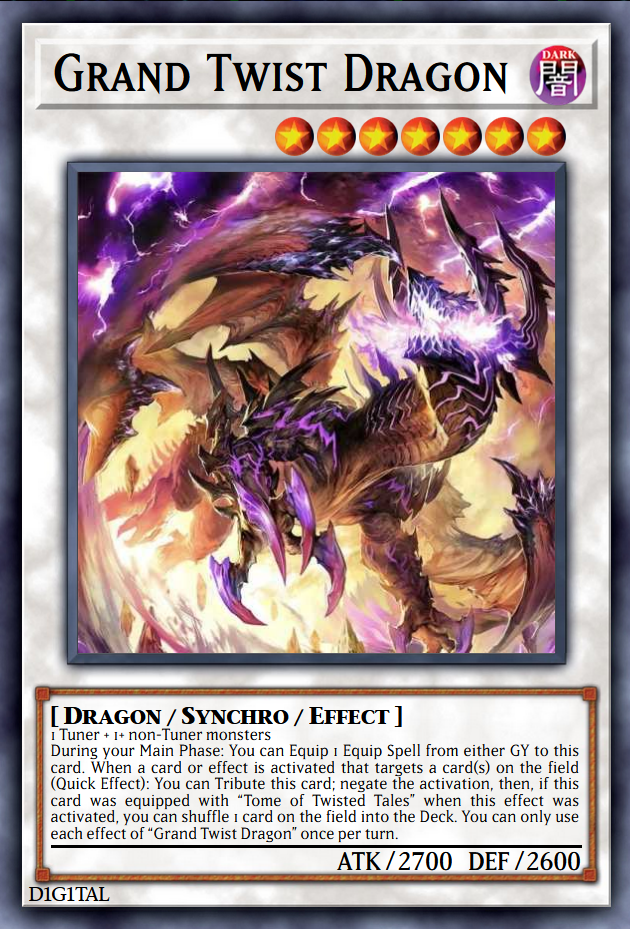 Grand Twist Dragon
DARK
闇
[ Dragon / Synchro / Effect ]
1 Tuner + 1+ non-Tuner monsters
During your Main Phase: You can Equip 1 Equip Spell from either GY to this
card. When a card or effect is activated that targets a card(s) on the field
(Quick Effect): You can Tribute this card; negate the activation, then, if this
card was equipped with “Tome of Twisted Tales” when this effect was
activated, you can shuffle 1 card on the field into the Deck. You can only use
each effect of “Grand Twist Dragon” once per turn.
ATK / 2700 DEF / 2600
D1G1TAL